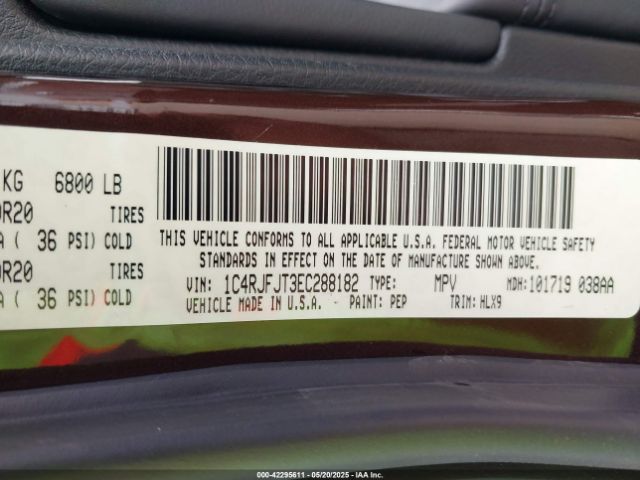 KG 6800 LB
R20 TIRES
( 36 PSI) COLD
R20 TIRES
( 36 PSI) COLD
THIS VEHICLE CONFORMS TO ALL APPLICABLE U.S.A. FEDERAL MOTOR VEHICLE SAFETY
STANDARDS IN EFFECT ON THE DATE OF MANUFACTURE SHOWN ABOVE.
VIN: 1C4RJFJT3EC288182 TYPE: MPV MDH:101719 038AA
VEHICLE MADE IN U.S.A. PAINT: PEP TRIM: HLX9
000-42295611 - 05/20/2025 - IAA Inc.